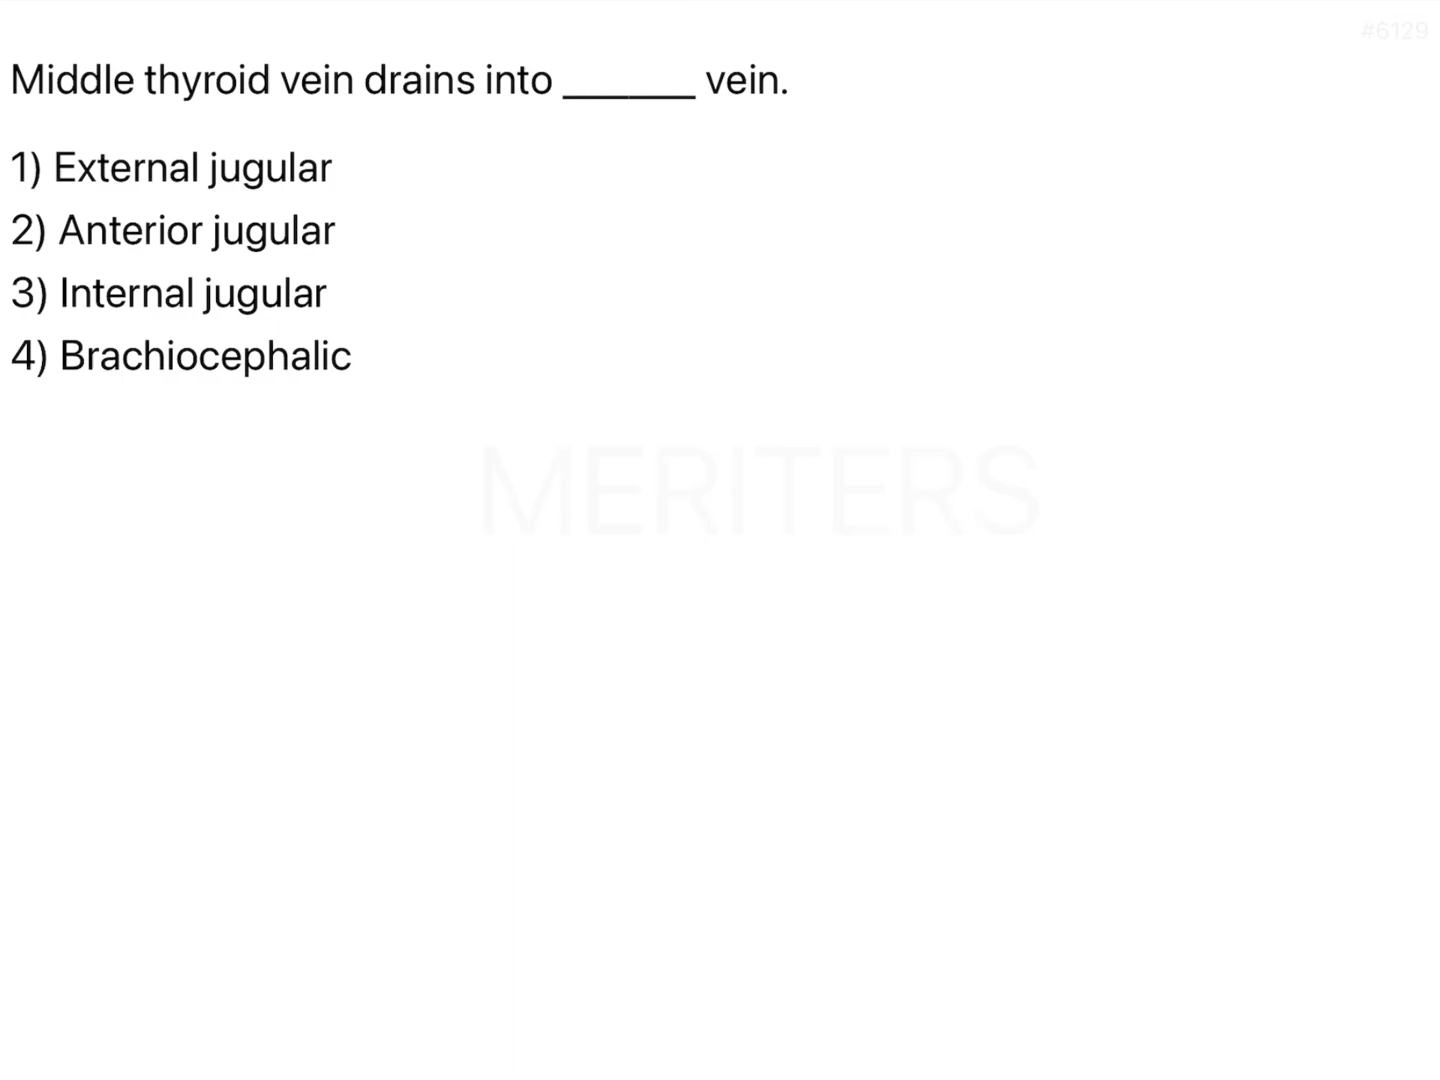 #6129
Middle thyroid vein drains into ______ vein.
1) External jugular
2) Anterior jugular
3) Internal jugular
4) Brachiocephalic
MERITERS